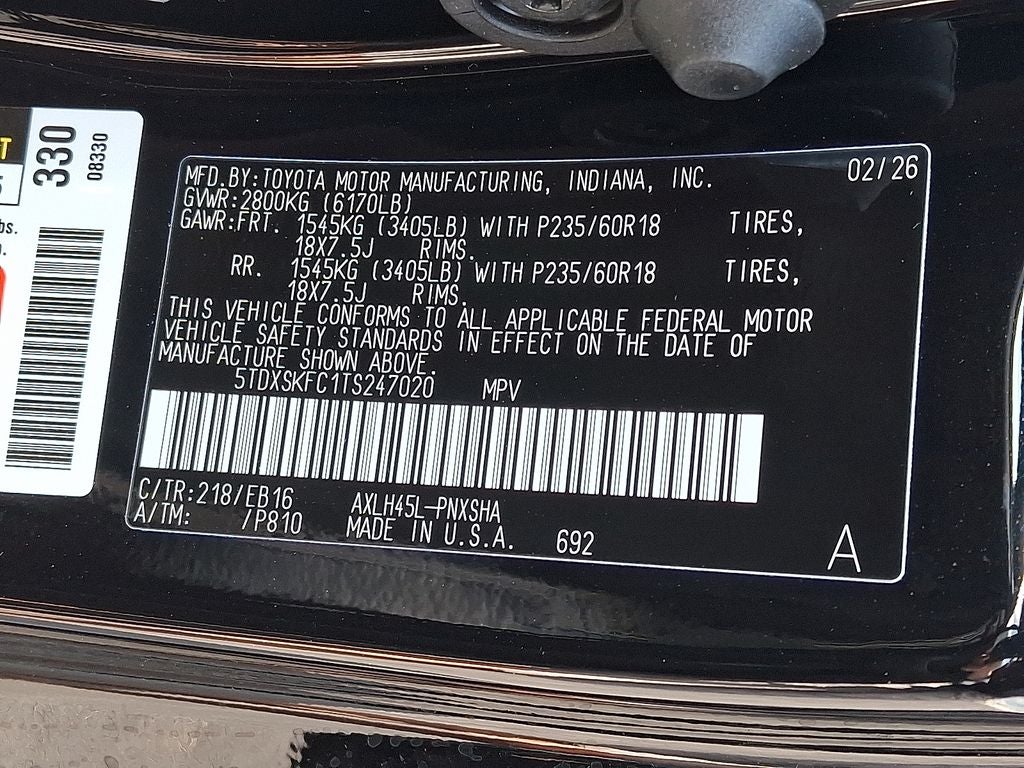 T
5
bs.
330
08330
MFD.BY:TOYOTA MOTOR MANUFACTURING, INDIANA, INC. 02/26
GVWR:2800KG (6170LB)
GAWR:FRT. 1545KG (3405LB) WITH P235/60R18 TIRES,
18X7.5J RIMS.
RR. 1545KG (3405LB) WITH P235/60R18 TIRES,
18X7.5J RIMS.
THIS VEHICLE CONFORMS TO ALL APPLICABLE FEDERAL MOTOR
VEHICLE SAFETY STANDARDS IN EFFECT ON THE DATE OF
MANUFACTURE SHOWN ABOVE.
5TDXSKFC1TS247020 MPV
C/TR:218/EB16 AXLH45L-PNXSHA
A/TM: /P810 MADE IN U.S.A. 692 A